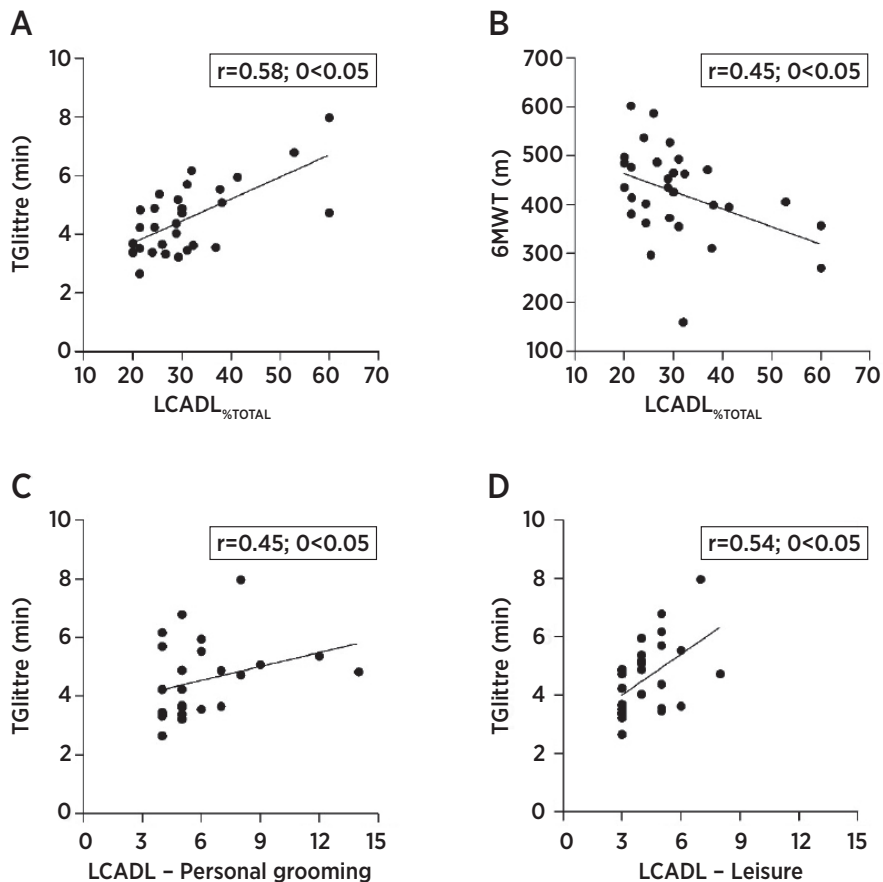 A
r=0.58; 0<0.05
10
8
6
4
2
0
TGlittre (min)
10 20 30 40 50 60 70
LCADL%TOTAL
B
r=0.45; 0<0.05
700
600
500
400
300
200
100
6MWT (m)
10 20 30 40 50 60 70
LCADL%TOTAL
C
r=0.45; 0<0.05
10
8
6
4
2
0
TGlittre (min)
0 3 6 9 12 15
LCADL – Personal grooming
D
r=0.54; 0<0.05
10
8
6
4
2
0
TGlittre (min)
0 3 6 9 12 15
LCADL – Leisure